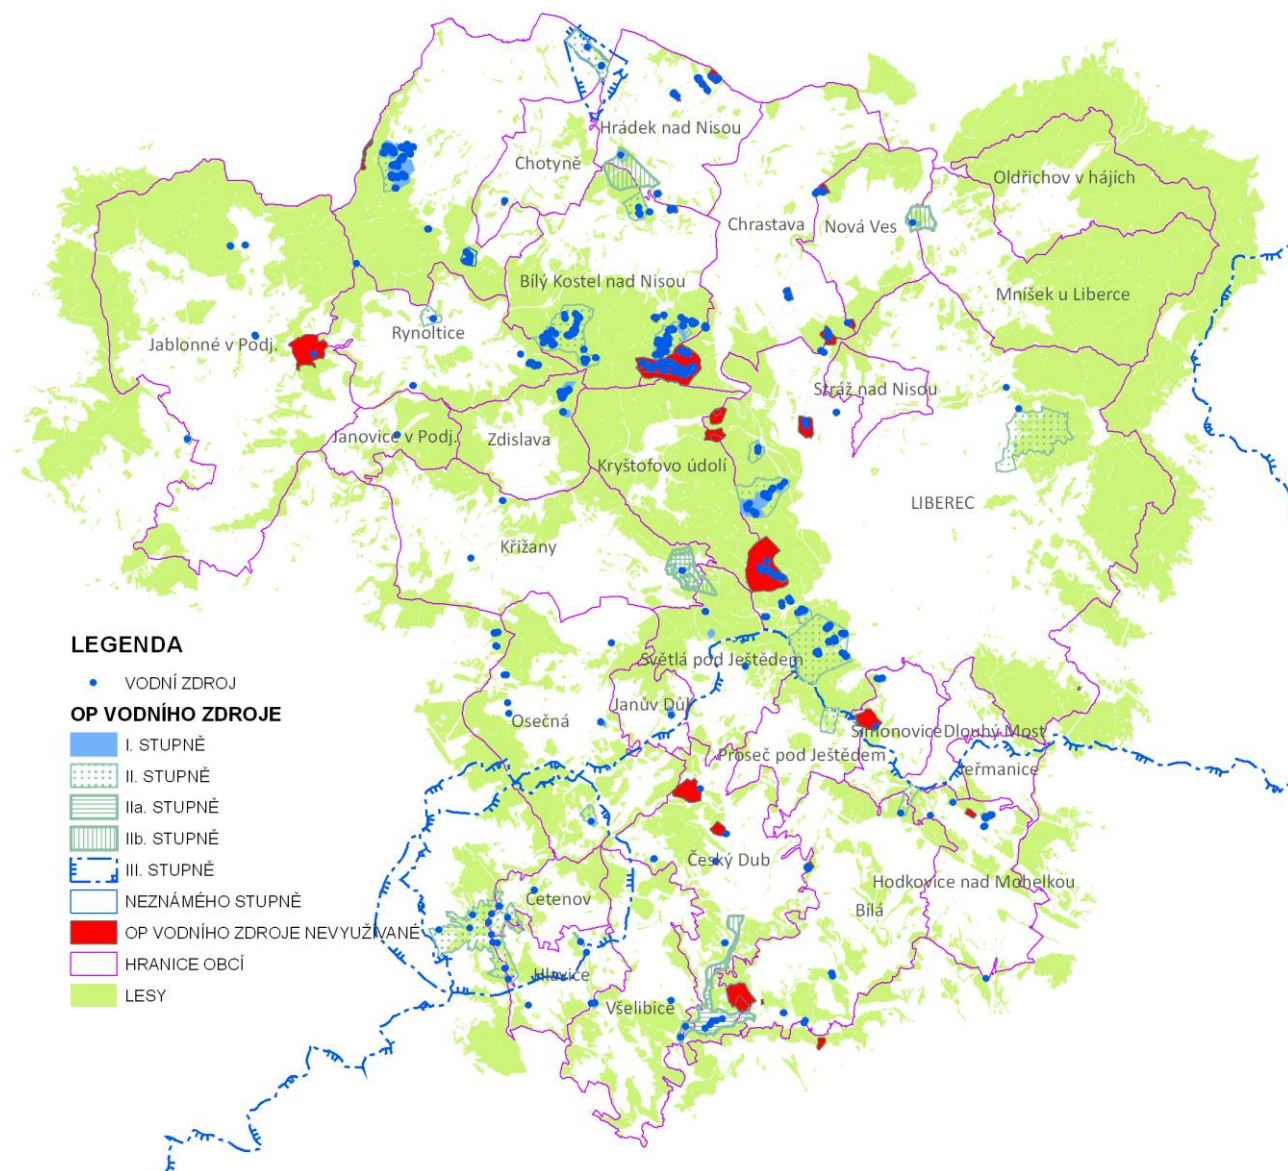 Hrádek nad Nisou
Chotyně
Oldřichov v hájích
Chrastava
Nová Ves
Bílý Kostel nad Nisou
Mníšek u Liberce
Rynoltice
Jablonné v Podj.
Stráž nad Nisou
Janovice v Podj.
Zdislava
Kryštofovo údolí
LIBEREC
Křižany
Světlá pod Ještědem
Janův Důl
Osečná
Šimonovice
Dlouhý Most
Proseč pod Ještědem
Jeřmanice
Český Dub
Hodkovice nad Mohelkou
Cetenov
Bílá
Hlavice
Všelibice
LEGENDA
VODNÍ ZDROJ
OP VODNÍHO ZDROJE
I. STUPNĚ
II. STUPNĚ
IIa. STUPNĚ
IIb. STUPNĚ
III. STUPNĚ
NEZNÁMÉHO STUPNĚ
OP VODNÍHO ZDROJE NEVYUŽÍVANÉ
HRANICE OBCÍ
LESY